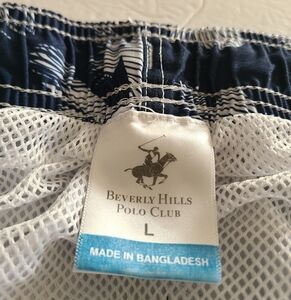 BEVERLY HILLS
POLO CLUB
L
MADE IN BANGLADESH